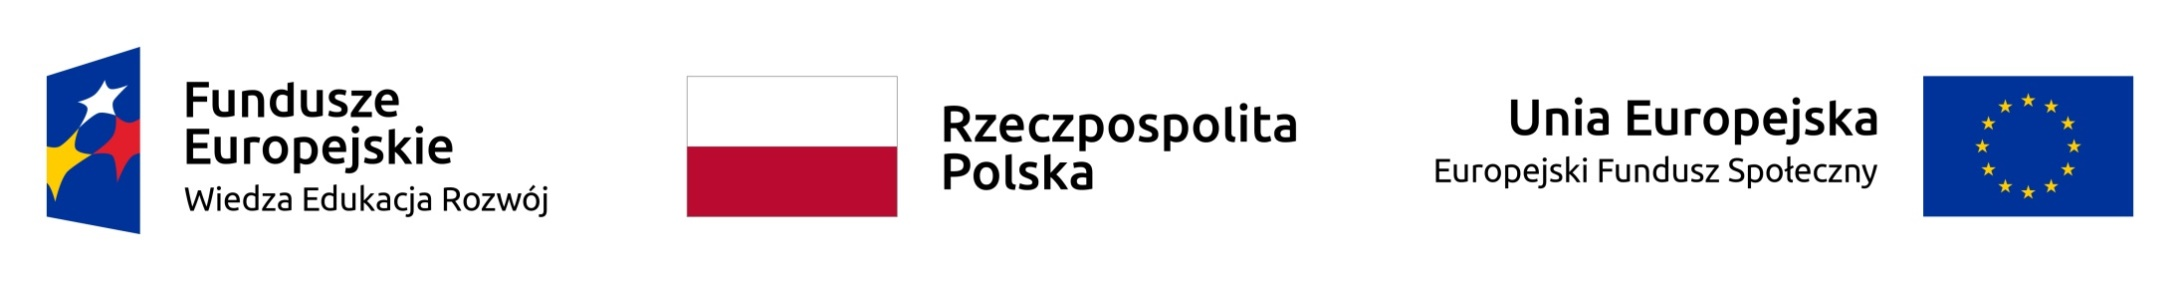 Fundusze
Europejskie
Wiedza Edukacja Rozwój
Rzeczpospolita
Polska
Unia Europejska
Europejski Fundusz Społeczny